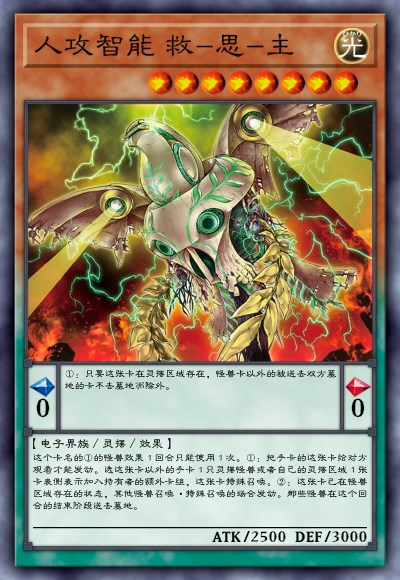 人攻智能 救-思-主
光
ひかり
①：只要这张卡在灵摆区域存在，怪兽卡以外的被送去双方墓
地的卡不去墓地而除外。
0
0
【电子界族/灵摆/效果】
这个卡名的①的怪兽效果1回合只能使用1次。①：把手卡的这张卡给对方
观看才能发动。选这张卡以外的手卡1只灵摆怪兽或者自己的灵摆区域1张
卡表侧表示加入持有者的额外卡组，这张卡特殊召唤。②：这张卡已在怪兽
区域存在的状态，其他怪兽召唤·特殊召唤的场合发动。那些怪兽在这个回
合的结束阶段送去墓地。
ATK/2500 DEF/3000